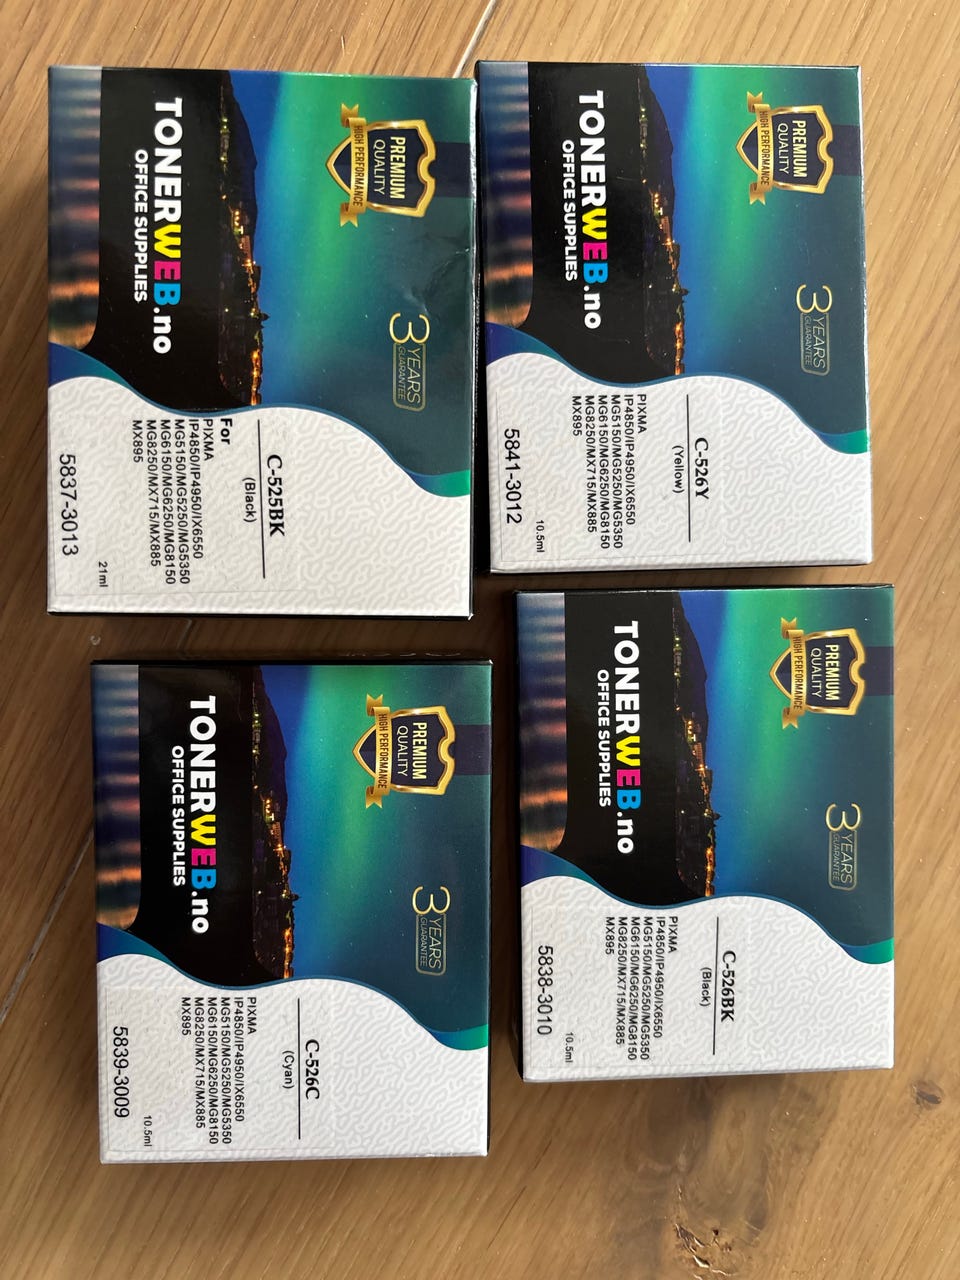 PREMIUM
QUALITY
HIGH PERFORMANCE
3 YEARS
GUARANTEE
TONERWEB.no
OFFICE SUPPLIES
C-525BK
(Black)
For
PIXMA
IP4850/IP4950/IX6550
MG5150/MG5250/MG5350
MG6150/MG6250/MG8150
MG8250/MX715/MX885
MX895
21ml
5837-3013
PREMIUM
QUALITY
HIGH PERFORMANCE
3 YEARS
GUARANTEE
TONERWEB.no
OFFICE SUPPLIES
C-526Y
(Yellow)
PIXMA
IP4850/IP4950/IX6550
MG5150/MG5250/MG5350
MG6150/MG6250/MG8150
MG8250/MX715/MX885
MX895
10.5ml
5841-3012
PREMIUM
QUALITY
HIGH PERFORMANCE
3 YEARS
GUARANTEE
TONERWEB.no
OFFICE SUPPLIES
C-526C
(Cyan)
PIXMA
IP4850/IP4950/IX6550
MG5150/MG5250/MG5350
MG6150/MG6250/MG8150
MG8250/MX715/MX885
MX895
10.5ml
5839-3009
PREMIUM
QUALITY
HIGH PERFORMANCE
3 YEARS
GUARANTEE
TONERWEB.no
OFFICE SUPPLIES
C-526BK
(Black)
PIXMA
IP4850/IP4950/IX6550
MG5150/MG5250/MG5350
MG6150/MG6250/MG8150
MG8250/MX715/MX885
MX895
10.5ml
5838-3010